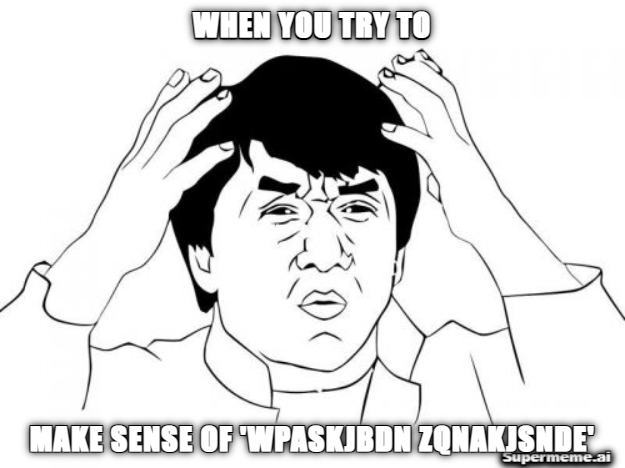 WHEN YOU TRY TO
MAKE SENSE OF 'WPASKJBDN ZQNAKJSNDE'
Supermeme.ai